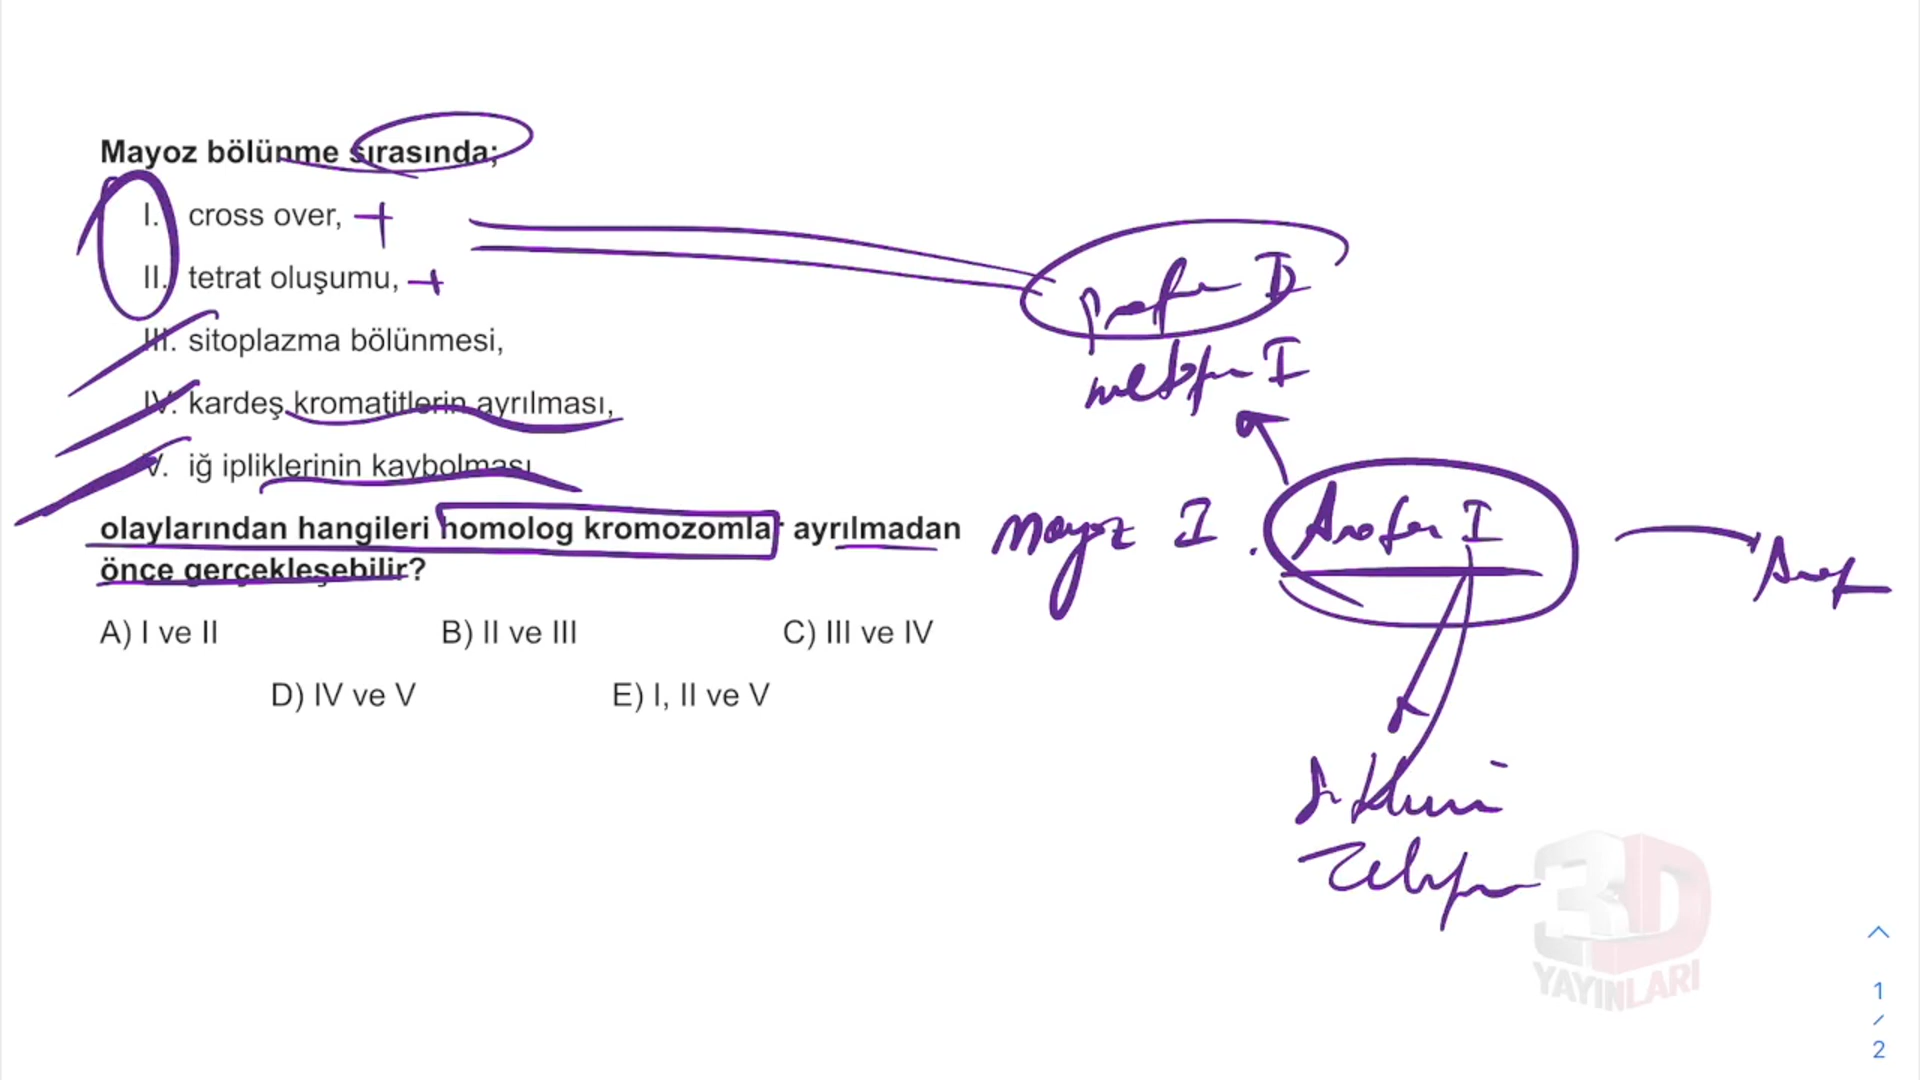 Mayoz bölünme sırasında;
I. cross over, +
II. tetrat oluşumu, +
III. sitoplazma bölünmesi,
IV. kardeş kromatitlerin ayrılması,
V. iğ ipliklerinin kaybolması
olaylarından hangileri homolog kromozomlar ayrılmadan
önce gerçekleşebilir?
A) I ve II B) II ve III C) III ve IV
D) IV ve V E) I, II ve V
profaz I
metafaz I
Mayoz I. Anafaz I
3D
YAYINLARI
1
/
2